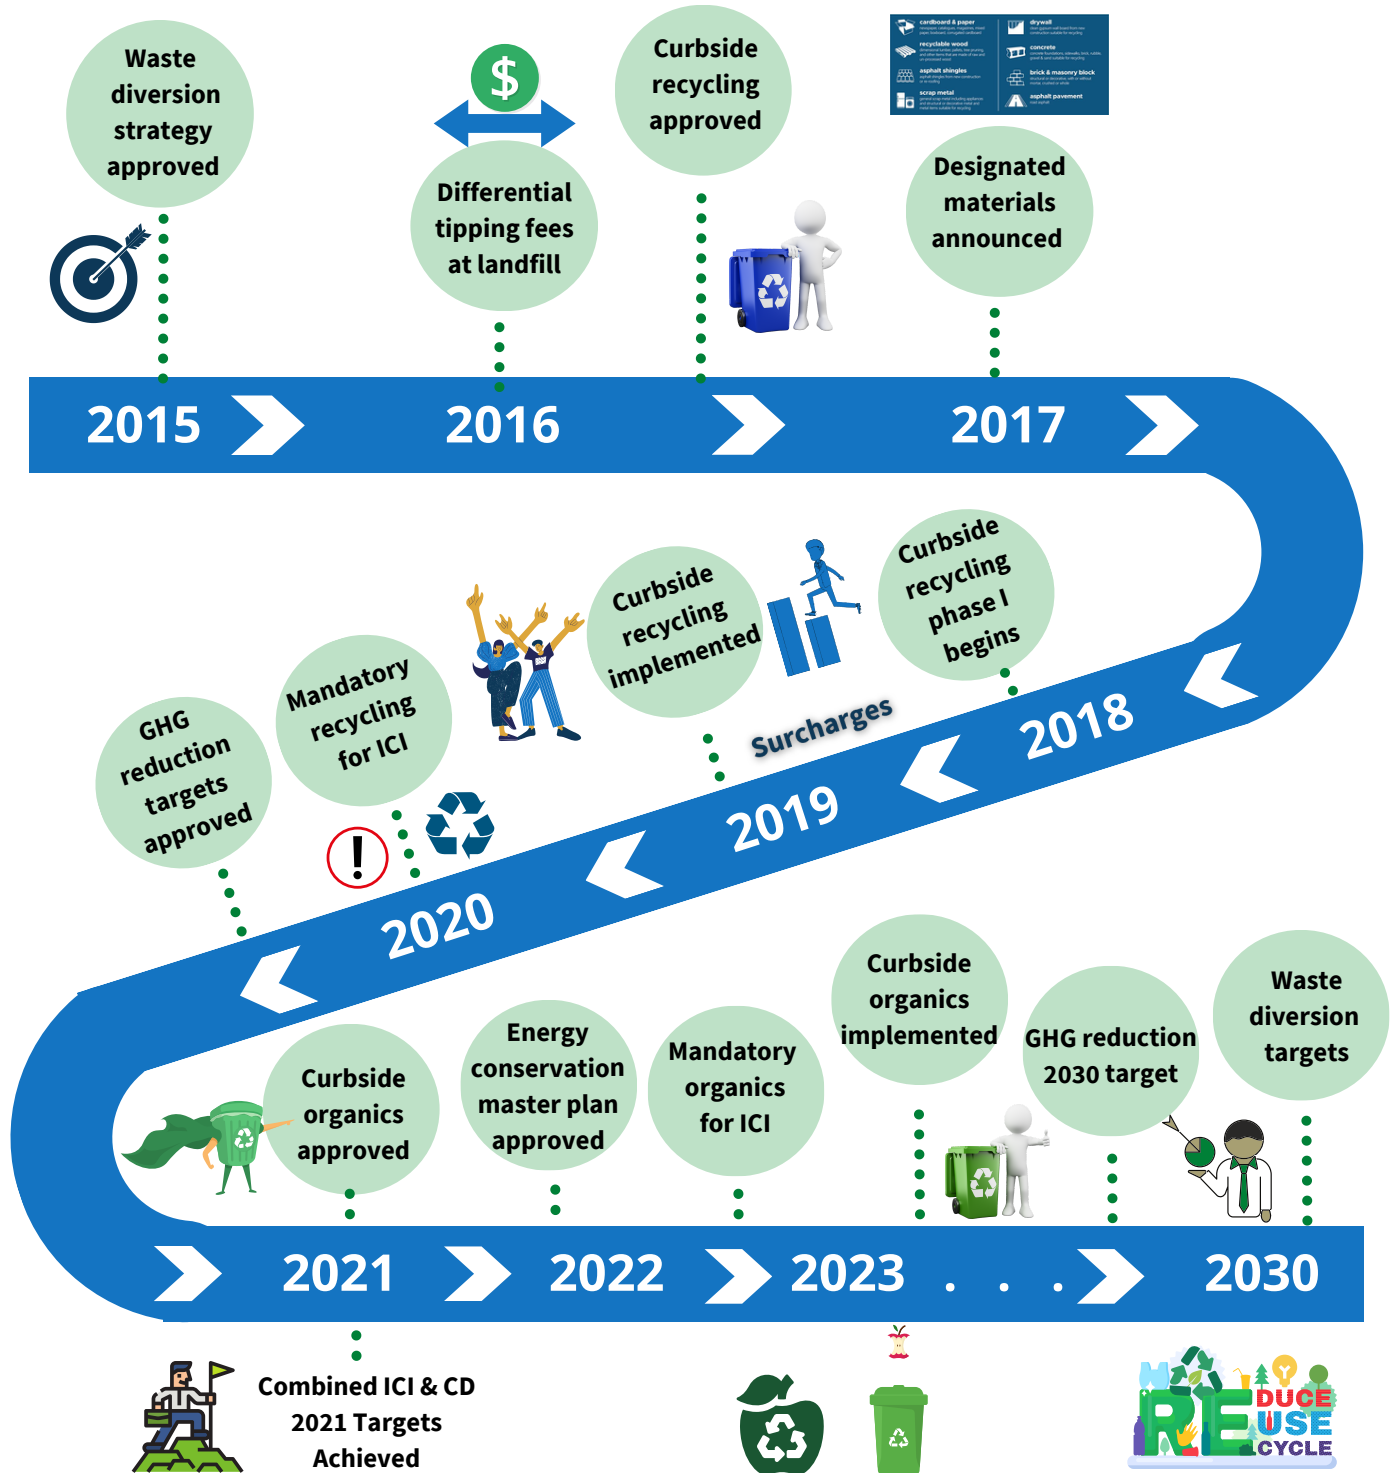 Waste
diversion
strategy
approved
$
Differential
tipping fees
at landfill
Curbside
recycling
approved
cardboard & paper
recyclable wood
asphalt shingles
scrap metal
drywall
concrete
brick & masonry block
asphalt pavement
Designated
materials
announced
2015
2016
2017
Curbside
recycling
phase I
begins
Curbside
recycling
implemented
Surcharges
Mandatory
recycling
for ICI
GHG
reduction
targets
approved
!
2018
2019
2020
Curbside
organics
approved
Energy
conservation
master plan
approved
Mandatory
organics
for ICI
Curbside
organics
implemented
GHG reduction
2030 target
Waste
diversion
targets
2021
2022
2023 . . .
2030
Combined ICI & CD
2021 Targets
Achieved
REDUCE
USE
CYCLE